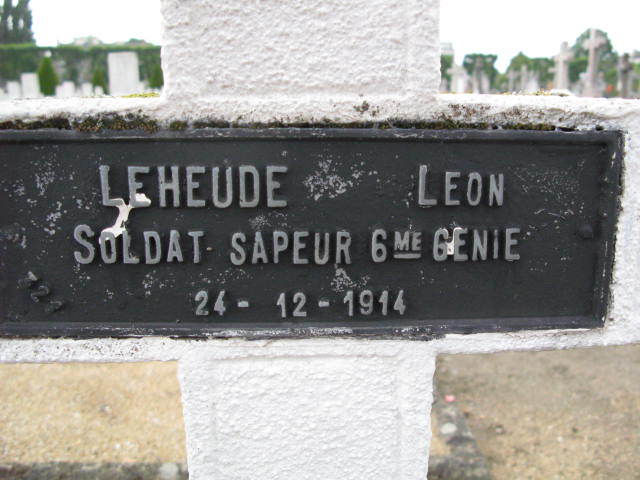 LEHEUDE LEON
SOLDAT SAPEUR 6ME GENIE
24-12-1914